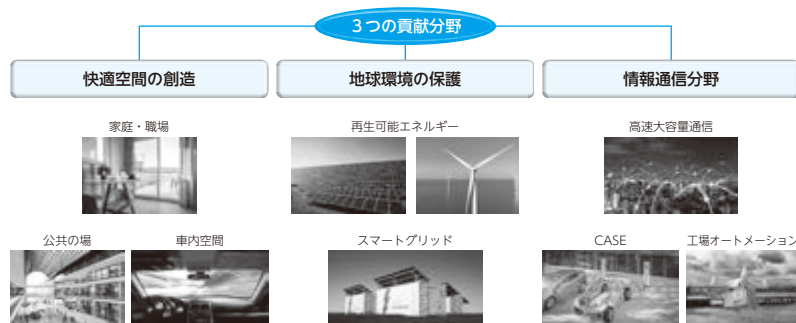 3つの貢献分野
快適空間の創造
地球環境の保護
情報通信分野
家庭・職場
再生可能エネルギー
高速大容量通信
公共の場
車内空間
スマートグリッド
CASE
工場オートメーション